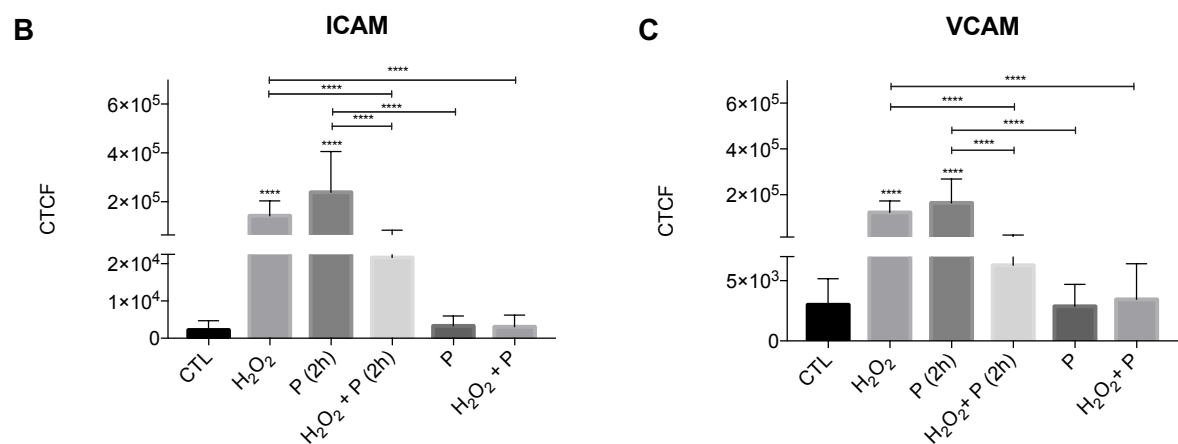 B
ICAM
CTCF
6×10⁵
4×10⁵
2×10⁵
2×10⁴
1×10⁴
0
****
****
****
****
****
****
CTL
H₂O₂
P (2h)
H₂O₂ + P (2h)
P
H₂O₂ + P
C
VCAM
CTCF
6×10⁵
4×10⁵
2×10⁵
5×10³
0
****
****
****
****
****
****
CTL
H₂O₂
P (2h)
H₂O₂+ P (2h)
P
H₂O₂+ P